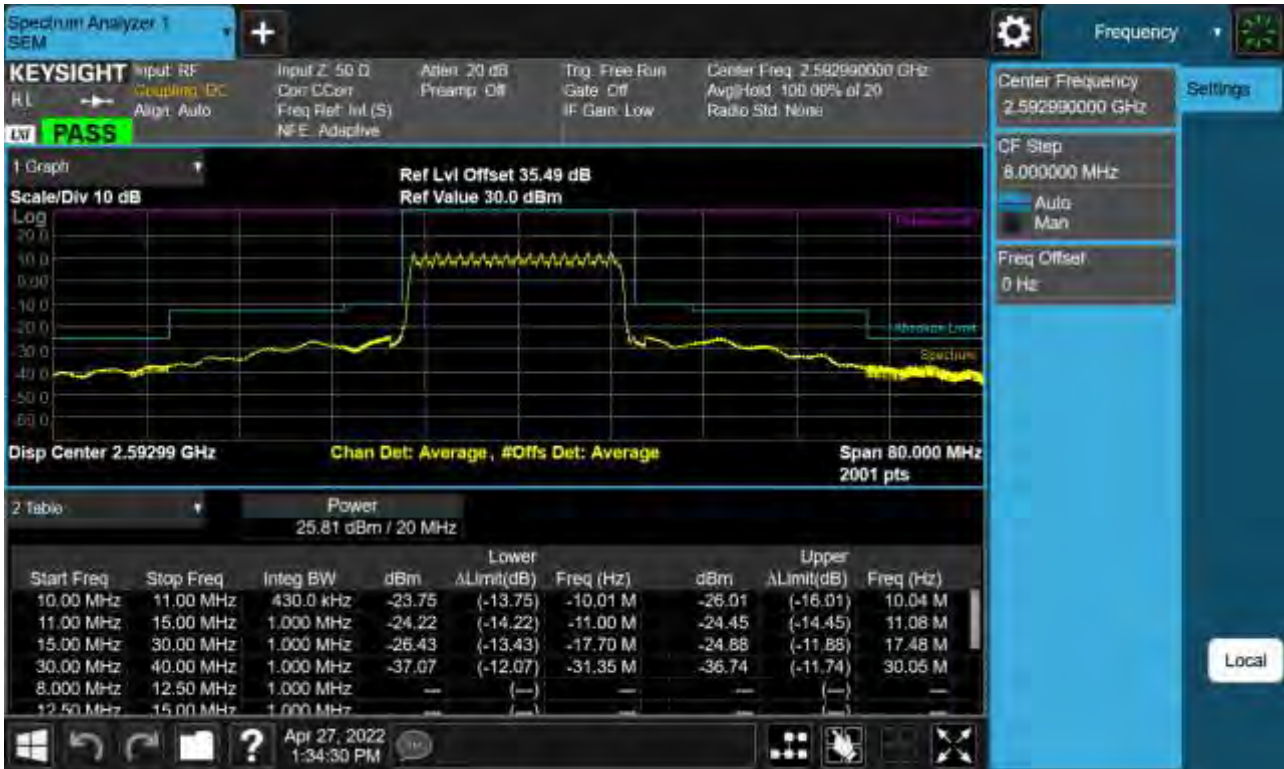 Spectrum Analyzer 1
SEM
Frequency
KEYSIGHT Input: RF Input Z: 50 Ω Atten: 20 dB Trig: Free Run Center Freq: 2.592990000 GHz
RL Coupling: DC Corr CCorr Preamp: Off Gate: Off Avg|Hold: 100.00% of 20
Align: Auto Freq Ref: Int (S) IF Gain: Low Radio Std: None
NFE: Adaptive
PASS
Center Frequency
2.592990000 GHz
Settings
CF Step
8.000000 MHz
Auto
Man
Freq Offset
0 Hz
1 Graph
Ref Lvl Offset 35.49 dB
Scale/Div 10 dB Ref Value 30.0 dBm
Log
20.0
10.0
0.00
-10.0
-20.0
-30.0
-40.0
-50.0
-60.0
Absolute Limit
Spectrum
Disp Center 2.59299 GHz Chan Det: Average, #Offs Det: Average Span 80.000 MHz
2001 pts
2 Table
Power
25.81 dBm / 20 MHz
Lower Upper
Start Freq Stop Freq Integ BW dBm ΔLimit(dB) Freq (Hz) dBm ΔLimit(dB) Freq (Hz)
10.00 MHz 11.00 MHz 430.0 kHz -23.75 (-13.75) -10.01 M -26.01 (-16.01) 10.04 M
11.00 MHz 15.00 MHz 1.000 MHz -24.22 (-14.22) -11.00 M -24.45 (-14.45) 11.08 M
15.00 MHz 30.00 MHz 1.000 MHz -26.43 (-13.43) -17.70 M -24.88 (-11.88) 17.48 M
30.00 MHz 40.00 MHz 1.000 MHz -37.07 (-12.07) -31.35 M -36.74 (-11.74) 30.05 M
8.000 MHz 12.50 MHz 1.000 MHz --- (---) --- --- (---) ---
12.50 MHz 15.00 MHz 1.000 MHz --- (---) --- --- (---) ---
Local
Apr 27, 2022
1:34:30 PM